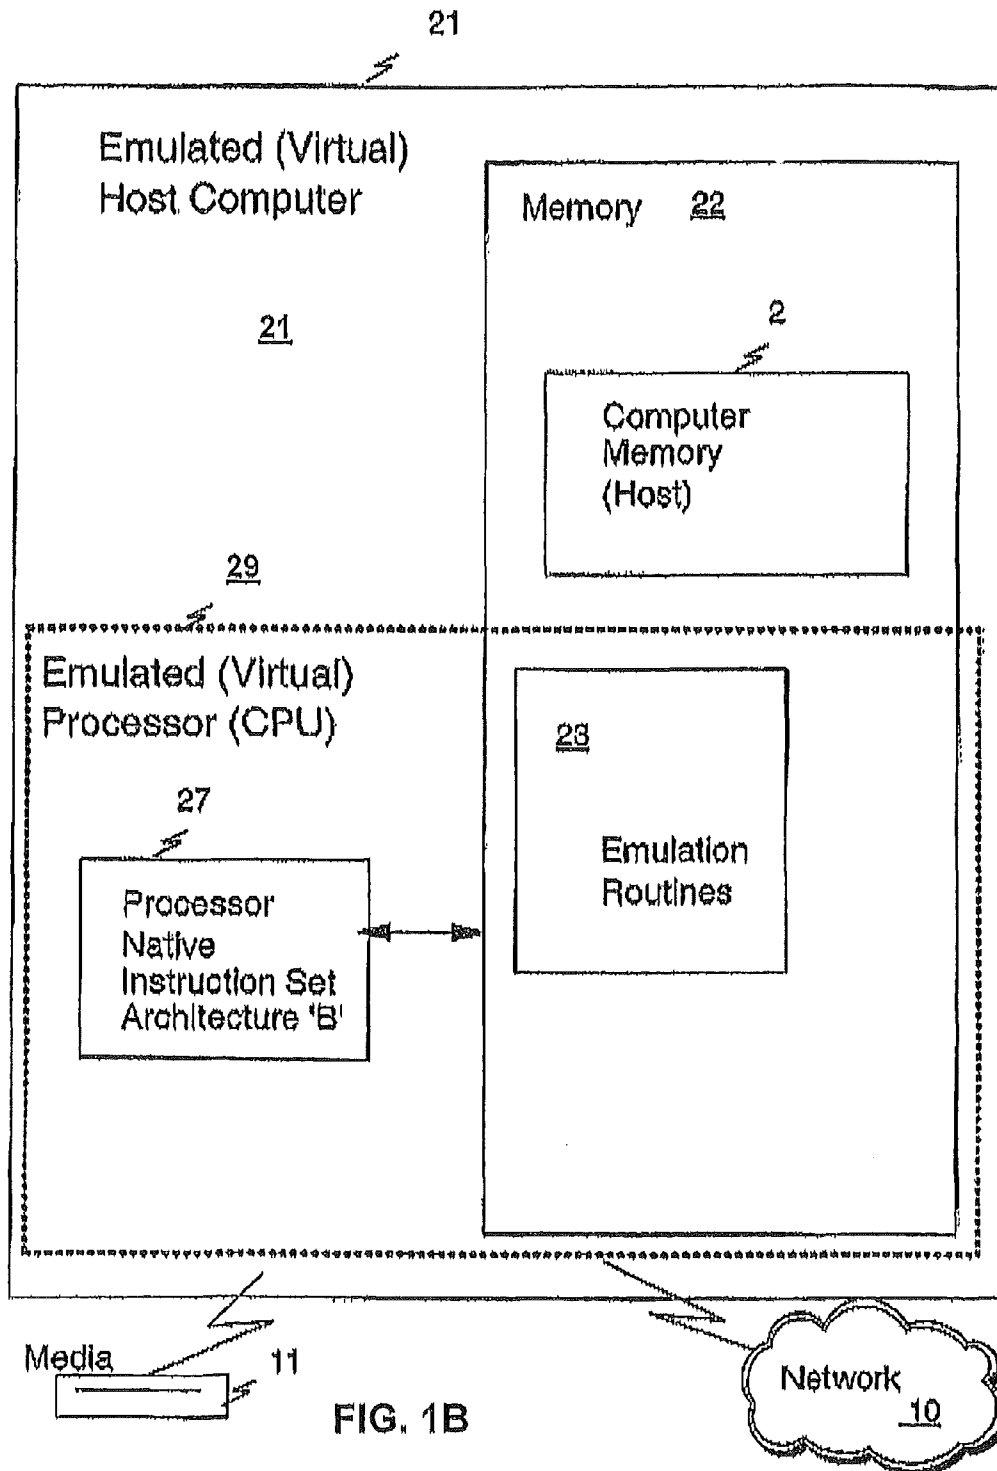 21
Emulated (Virtual)
Host Computer
21
Memory 22
2
Computer
Memory
(Host)
29
Emulated (Virtual)
Processor (CPU)
27
Processor
Native
Instruction Set
Architecture 'B'
23
Emulation
Routines
Media
11
Network
10
FIG. 1B